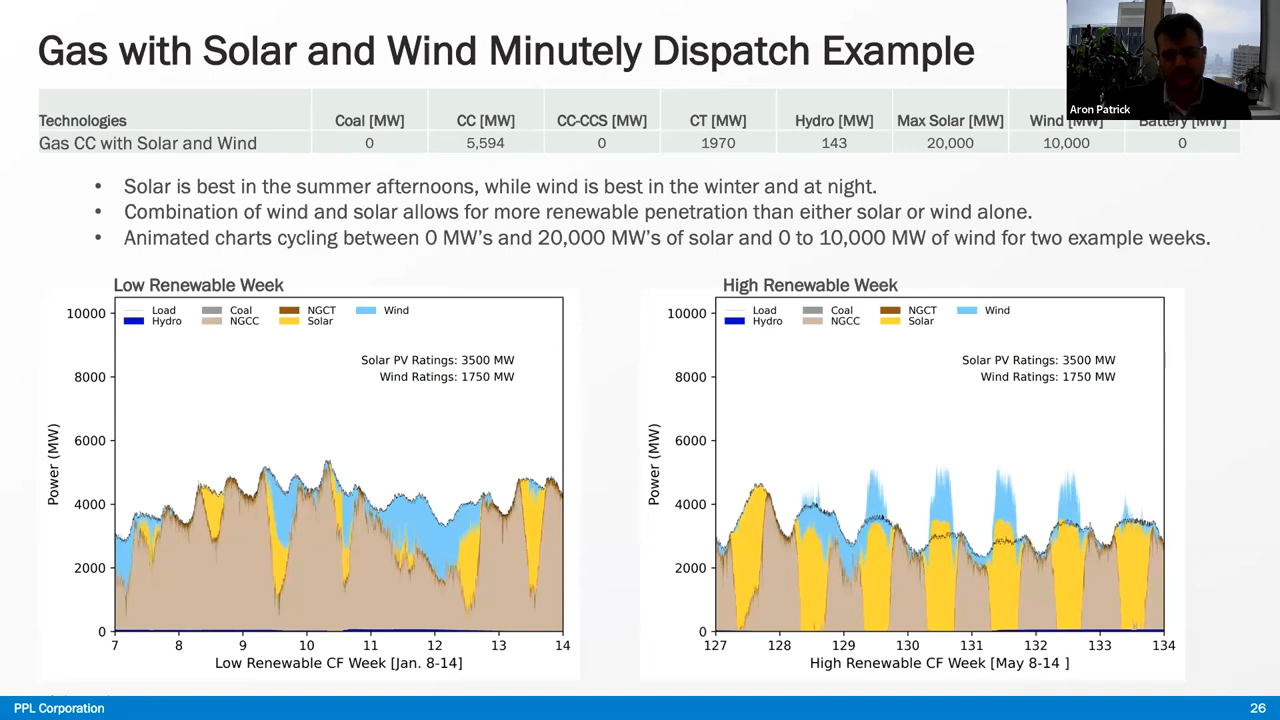 Gas with Solar and Wind Minutely Dispatch Example
Aron Patrick
Technologies Coal [MW] CC [MW] CC-CCS [MW] CT [MW] Hydro [MW] Max Solar [MW] Wind [MW] Battery [MW]
Gas CC with Solar and Wind 0 5,594 0 1970 143 20,000 10,000 0
• Solar is best in the summer afternoons, while wind is best in the winter and at night.
• Combination of wind and solar allows for more renewable penetration than either solar or wind alone.
• Animated charts cycling between 0 MW's and 20,000 MW's of solar and 0 to 10,000 MW of wind for two example weeks.
Low Renewable Week
Load Coal NGCT Wind
Hydro NGCC Solar
Solar PV Ratings: 3500 MW
Wind Ratings: 1750 MW
Power (MW)
10000
8000
6000
4000
2000
0
7 8 9 10 11 12 13 14
Low Renewable CF Week [Jan. 8-14]
High Renewable Week
Load Coal NGCT Wind
Hydro NGCC Solar
Solar PV Ratings: 3500 MW
Wind Ratings: 1750 MW
Power (MW)
10000
8000
6000
4000
2000
0
127 128 129 130 131 132 133 134
High Renewable CF Week [May 8-14 ]
PPL Corporation
26